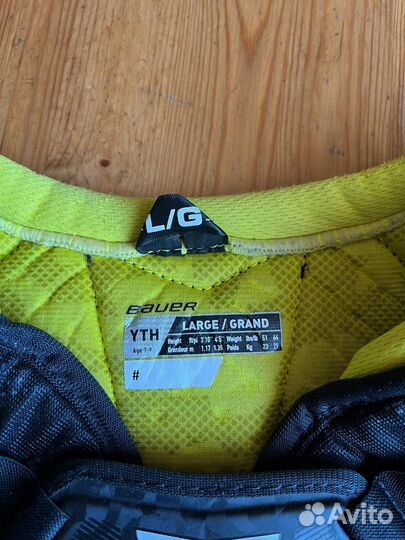 L/G
BAUER
YTH LARGE / GRAND
Age 7-9
Height ft/pi 3'10" 4'5" Weight lbs/lb 51 64
Grandeur m 1.17 1.35 Poids Kg 23 29
#
Avito